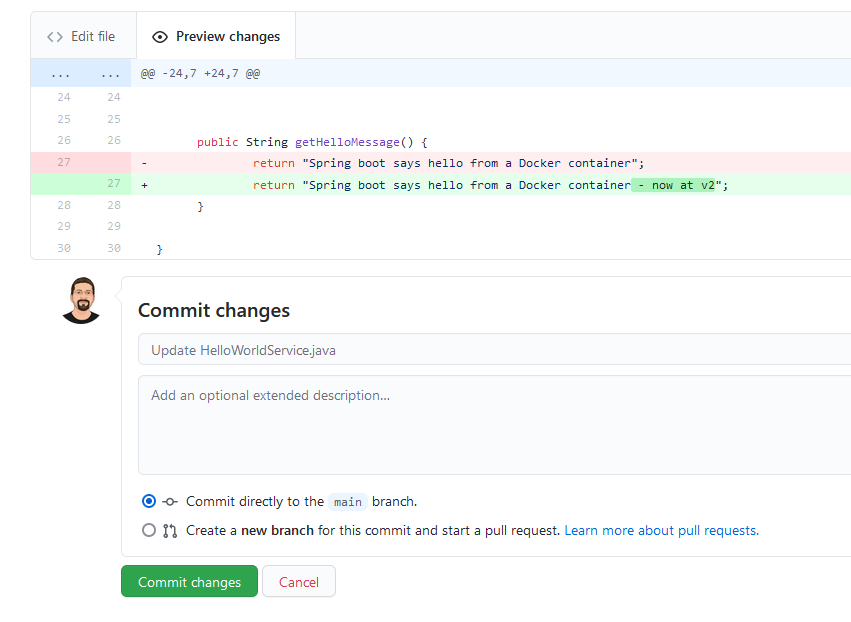 <> Edit file Preview changes
... ... @@ -24,7 +24,7 @@
24 24
25 25
26 26 public String getHelloMessage() {
27 - return "Spring boot says hello from a Docker container";
27 + return "Spring boot says hello from a Docker container - now at v2";
28 28 }
29 29
30 30 }
Commit changes
Update HelloWorldService.java
Add an optional extended description...
Commit directly to the main branch.
Create a new branch for this commit and start a pull request. Learn more about pull requests.
Commit changes Cancel